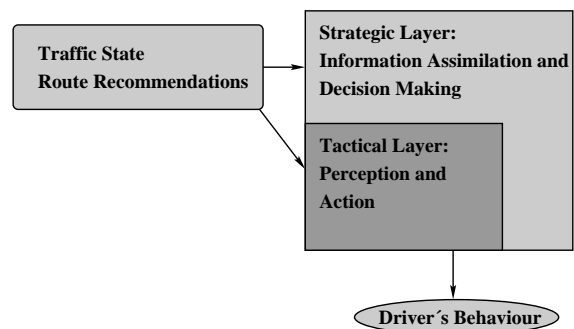 Traffic State
Route Recommendations
Strategic Layer:
Information Assimilation and
Decision Making
Tactical Layer:
Perception and
Action
Driver´s Behaviour